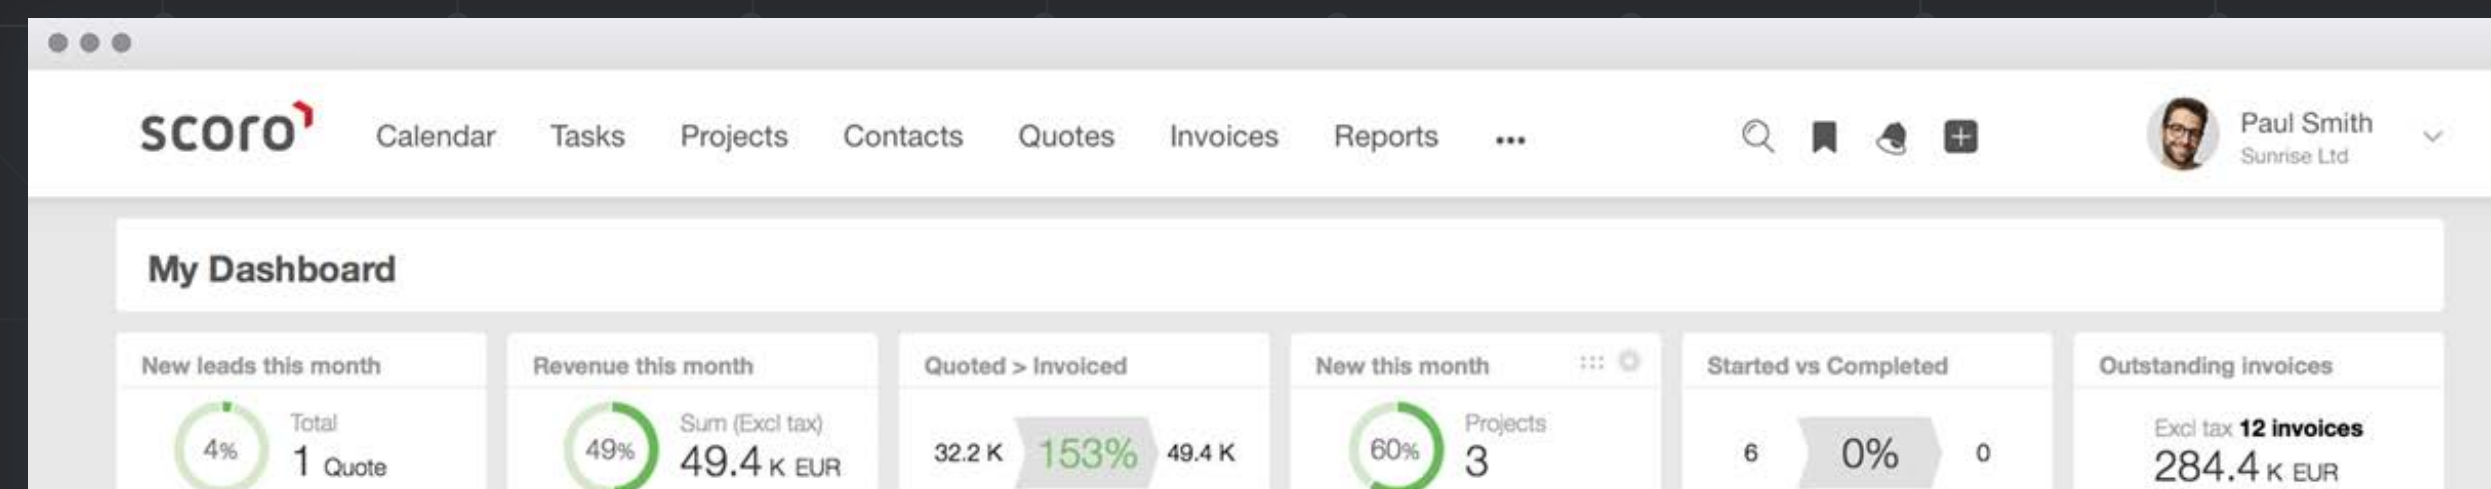 scoro Calendar Tasks Projects Contacts Quotes Invoices Reports Paul Smith
Sunrise Ltd
My Dashboard
New leads this month
4%
Total
1 Quote
Revenue this month
49%
Sum (Excl tax)
49.4 K EUR
Quoted > Invoiced
32.2 K 153% 49.4 K
New this month
60%
Projects
3
Started vs Completed
6 0% 0
Outstanding invoices
Excl tax 12 invoices
284.4 K EUR